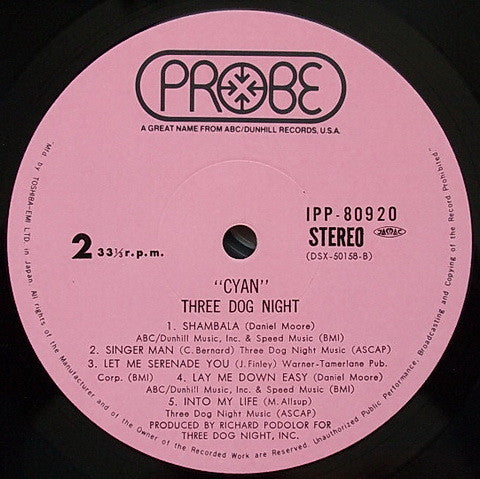 PROBE
A GREAT NAME FROM ABC/DUNHILL RECORDS, U.S.A.
IPP-80920
STEREO
JASRAC
(DSX-50158-B)
2 33⅓ r.p.m.
"CYAN"
THREE DOG NIGHT
1. SHAMBALA (Daniel Moore)
ABC/Dunhill Music, Inc. & Speed Music (BMI)
2. SINGER MAN (C. Bernard) Three Dog Night Music (ASCAP)
3. LET ME SERENADE YOU (J. Finley) Warner-Tamerlane Pub.
Corp. (BMI) 4. LAY ME DOWN EASY (Daniel Moore)
ABC/Dunhill Music, Inc. & Speed Music (BMI)
5. INTO MY LIFE (M. Allsup)
Three Dog Night Music (ASCAP)
PRODUCED BY RICHARD PODOLOR FOR
THREE DOG NIGHT, INC.
M'd by TOSHIBA-EMI LTD. in Japan. All rights of the Manufacturer and of the Owner of the Recorded Work are Reserved. Unauthorized Public Performance, Broadcasting and Copying of the Record Prohibited.